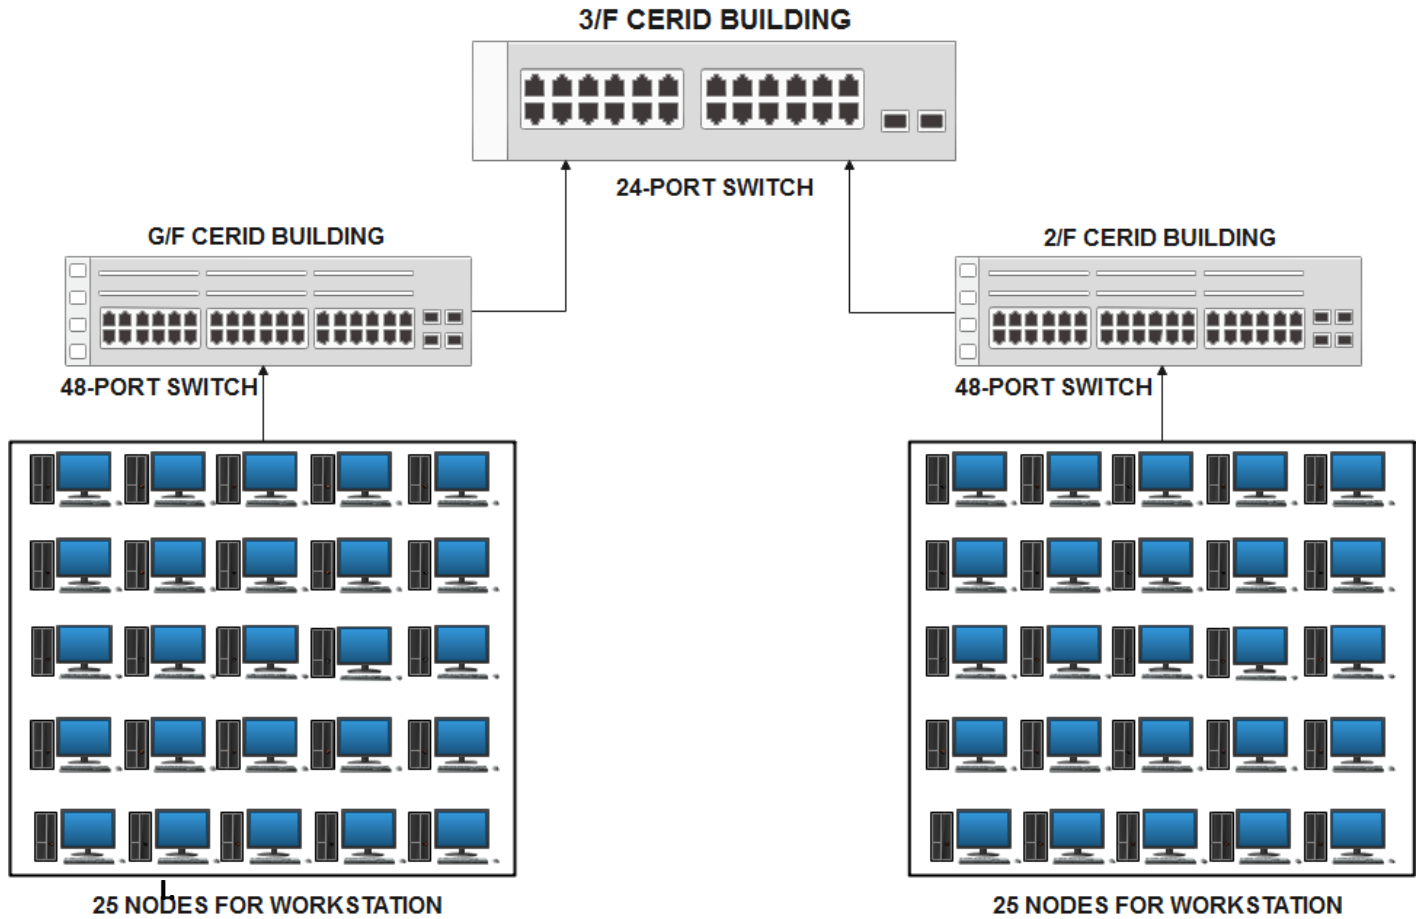 3/F CERID BUILDING
24-PORT SWITCH
G/F CERID BUILDING
2/F CERID BUILDING
48-PORT SWITCH
48-PORT SWITCH
25 NODES FOR WORKSTATION
25 NODES FOR WORKSTATION